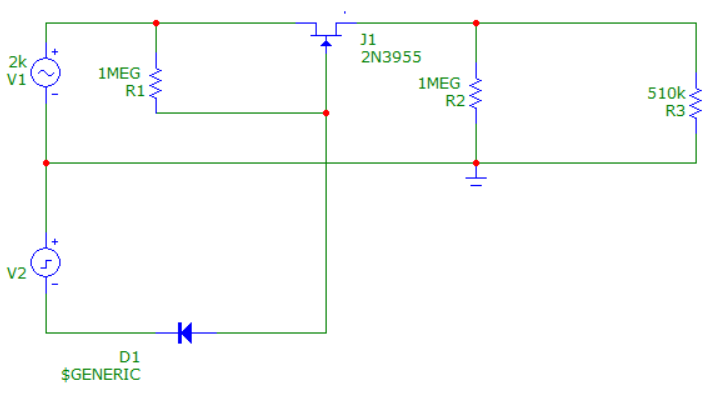 J1
2N3955
2k
V1
1MEG
R1
1MEG
R2
510k
R3
+
-
V2
+
-
D1
$GENERIC